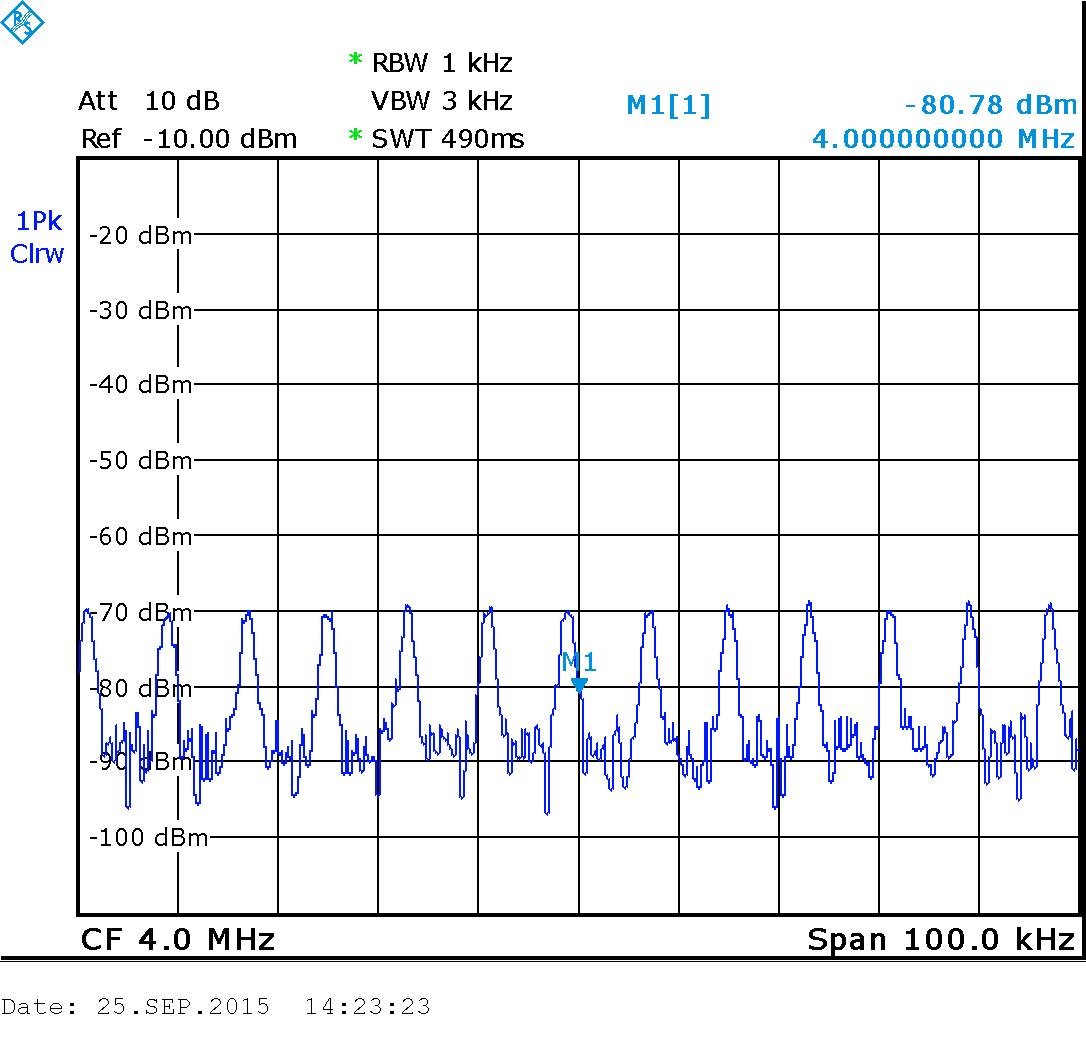 R&S
* RBW 1 kHz
Att 10 dB VBW 3 kHz M1[1] -80.78 dBm
Ref -10.00 dBm * SWT 490ms 4.000000000 MHz
1Pk
Clrw
-20 dBm
-30 dBm
-40 dBm
-50 dBm
-60 dBm
-70 dBm
M1
-80 dBm
-90 dBm
-100 dBm
CF 4.0 MHz Span 100.0 kHz
Date: 25.SEP.2015 14:23:23